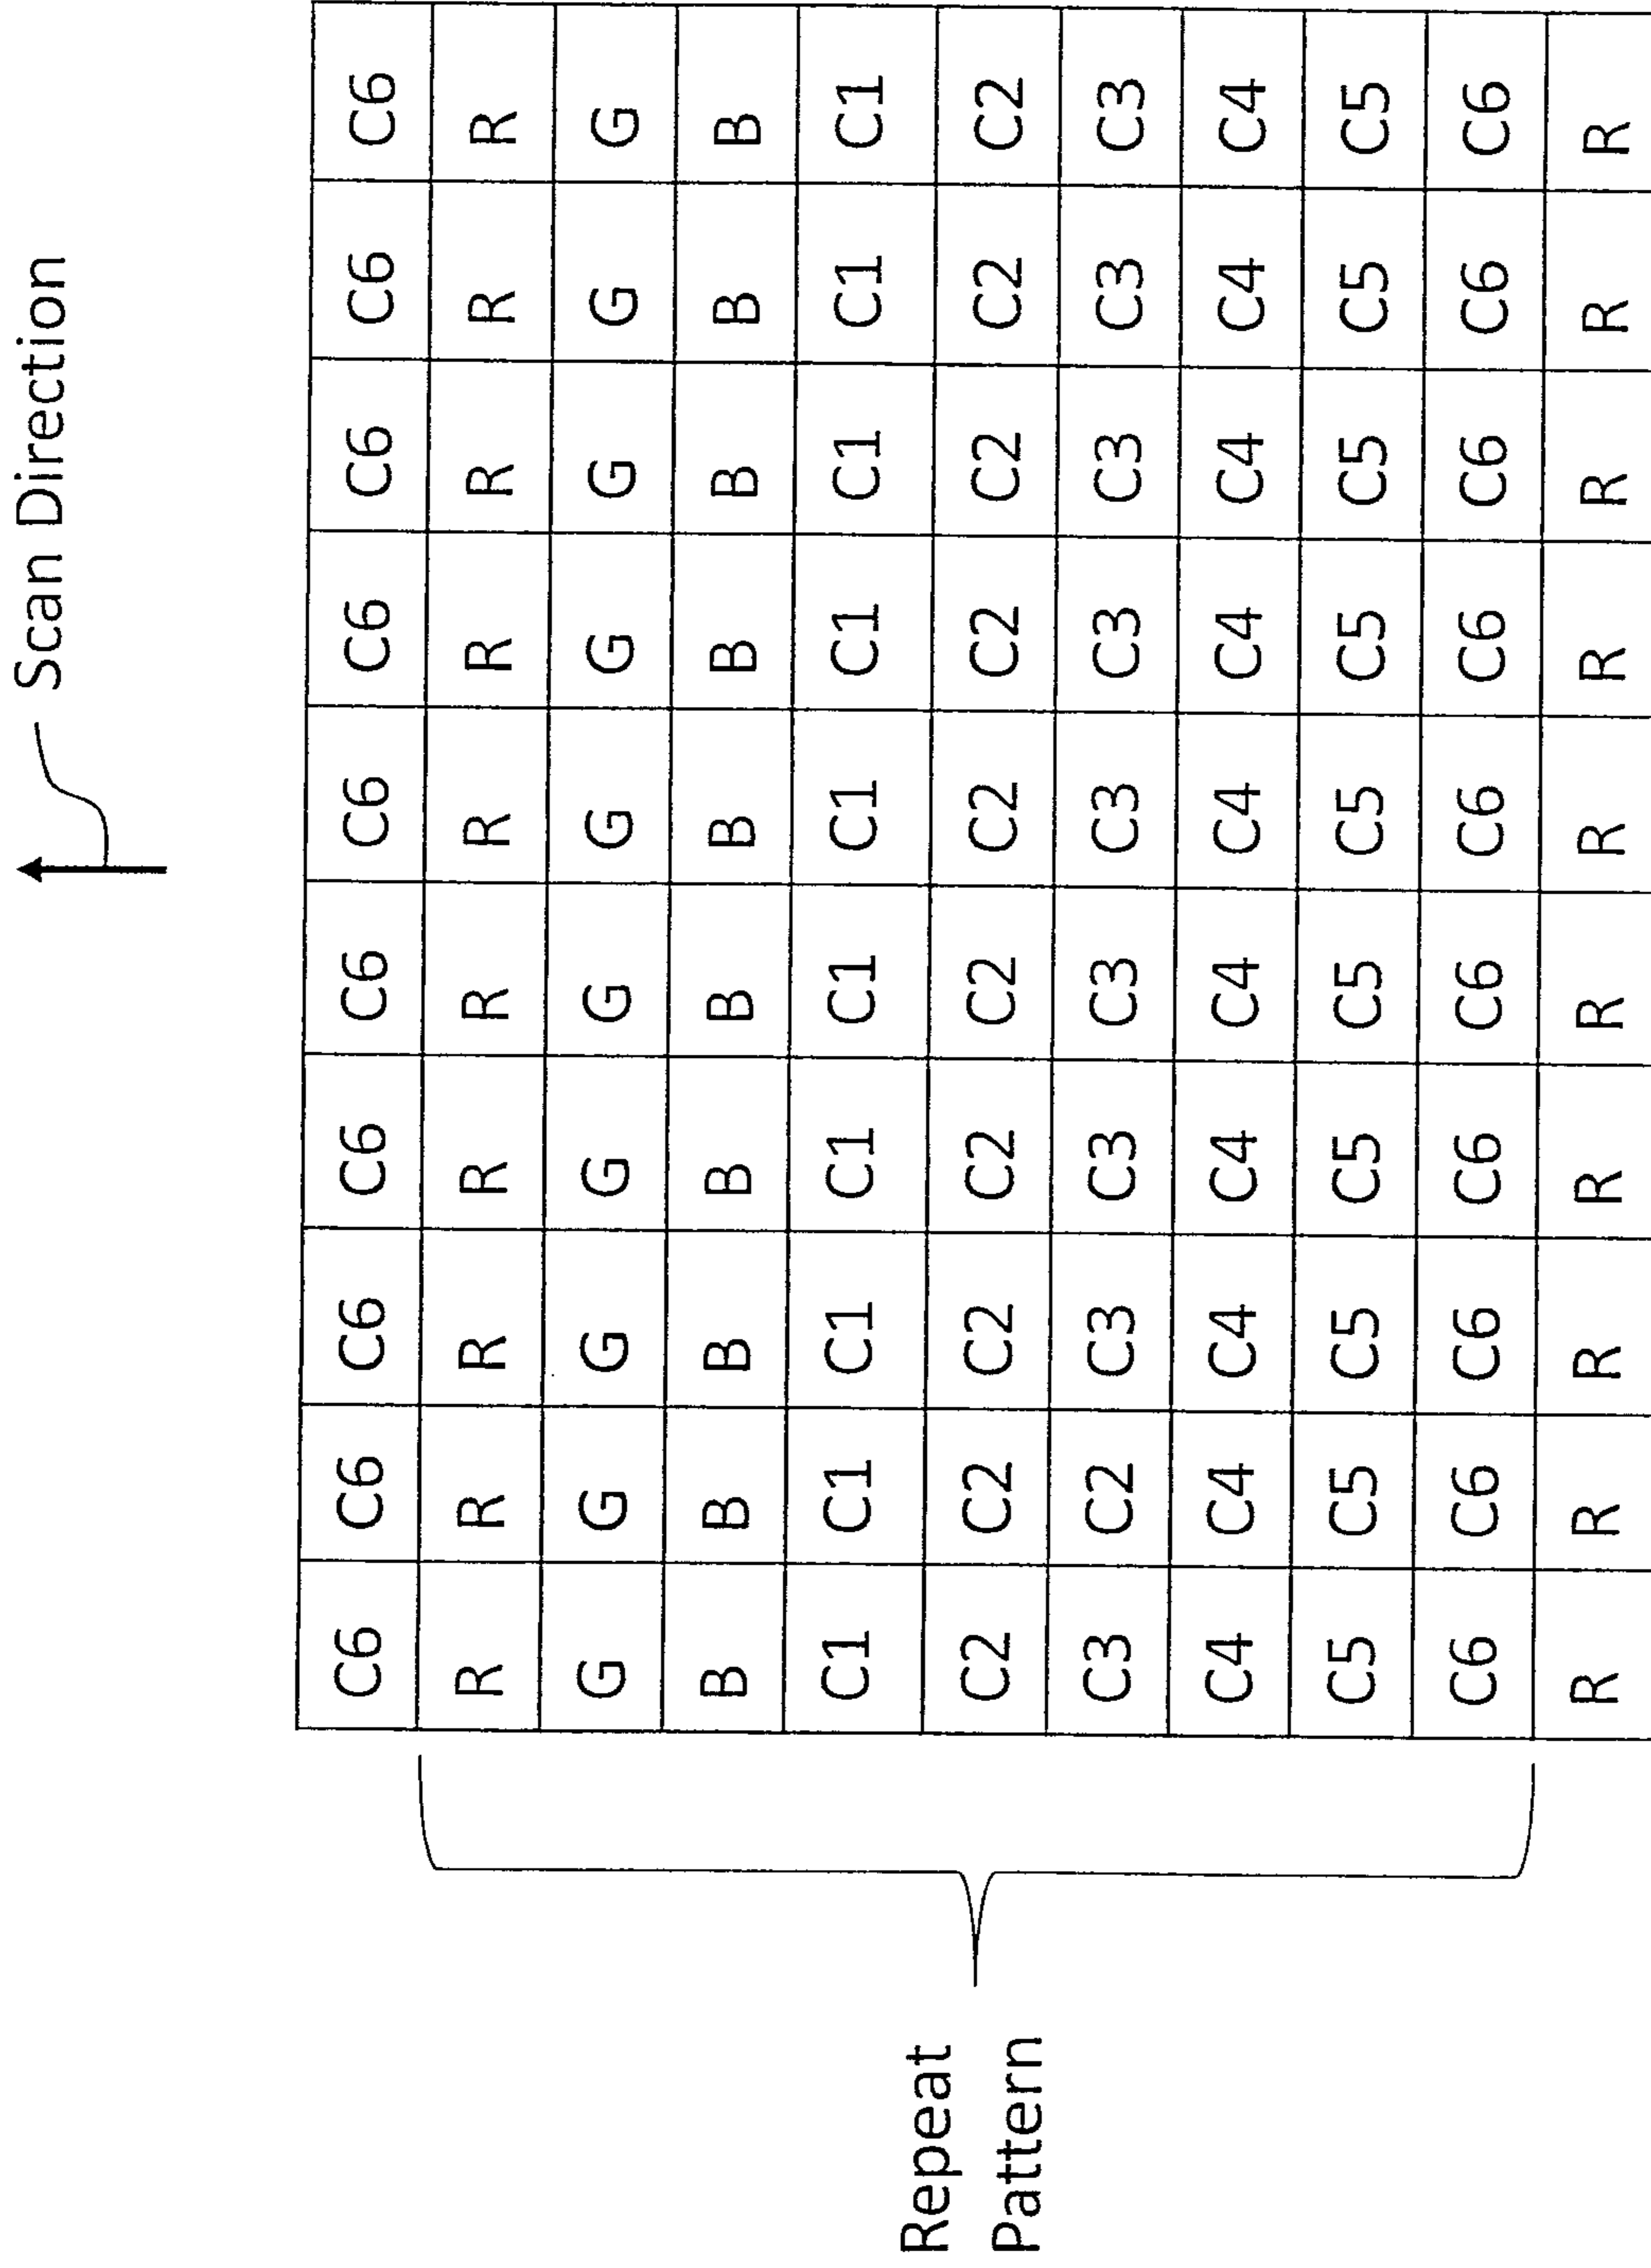 Scan Direction
C6 C6 C6 C6 C6 C6 C6 C6 C6 C6
R R R R R R R R R R
G G G G G G G G G G
B B B B B B B B B B
C1 C1 C1 C1 C1 C1 C1 C1 C1 C1
C2 C2 C2 C2 C2 C2 C2 C2 C2 C2
C3 C2 C3 C3 C3 C3 C3 C3 C3 C3
C4 C4 C4 C4 C4 C4 C4 C4 C4 C4
C5 C5 C5 C5 C5 C5 C5 C5 C5 C5
C6 C6 C6 C6 C6 C6 C6 C6 C6 C6
R R R R R R R R R R
Repeat
Pattern